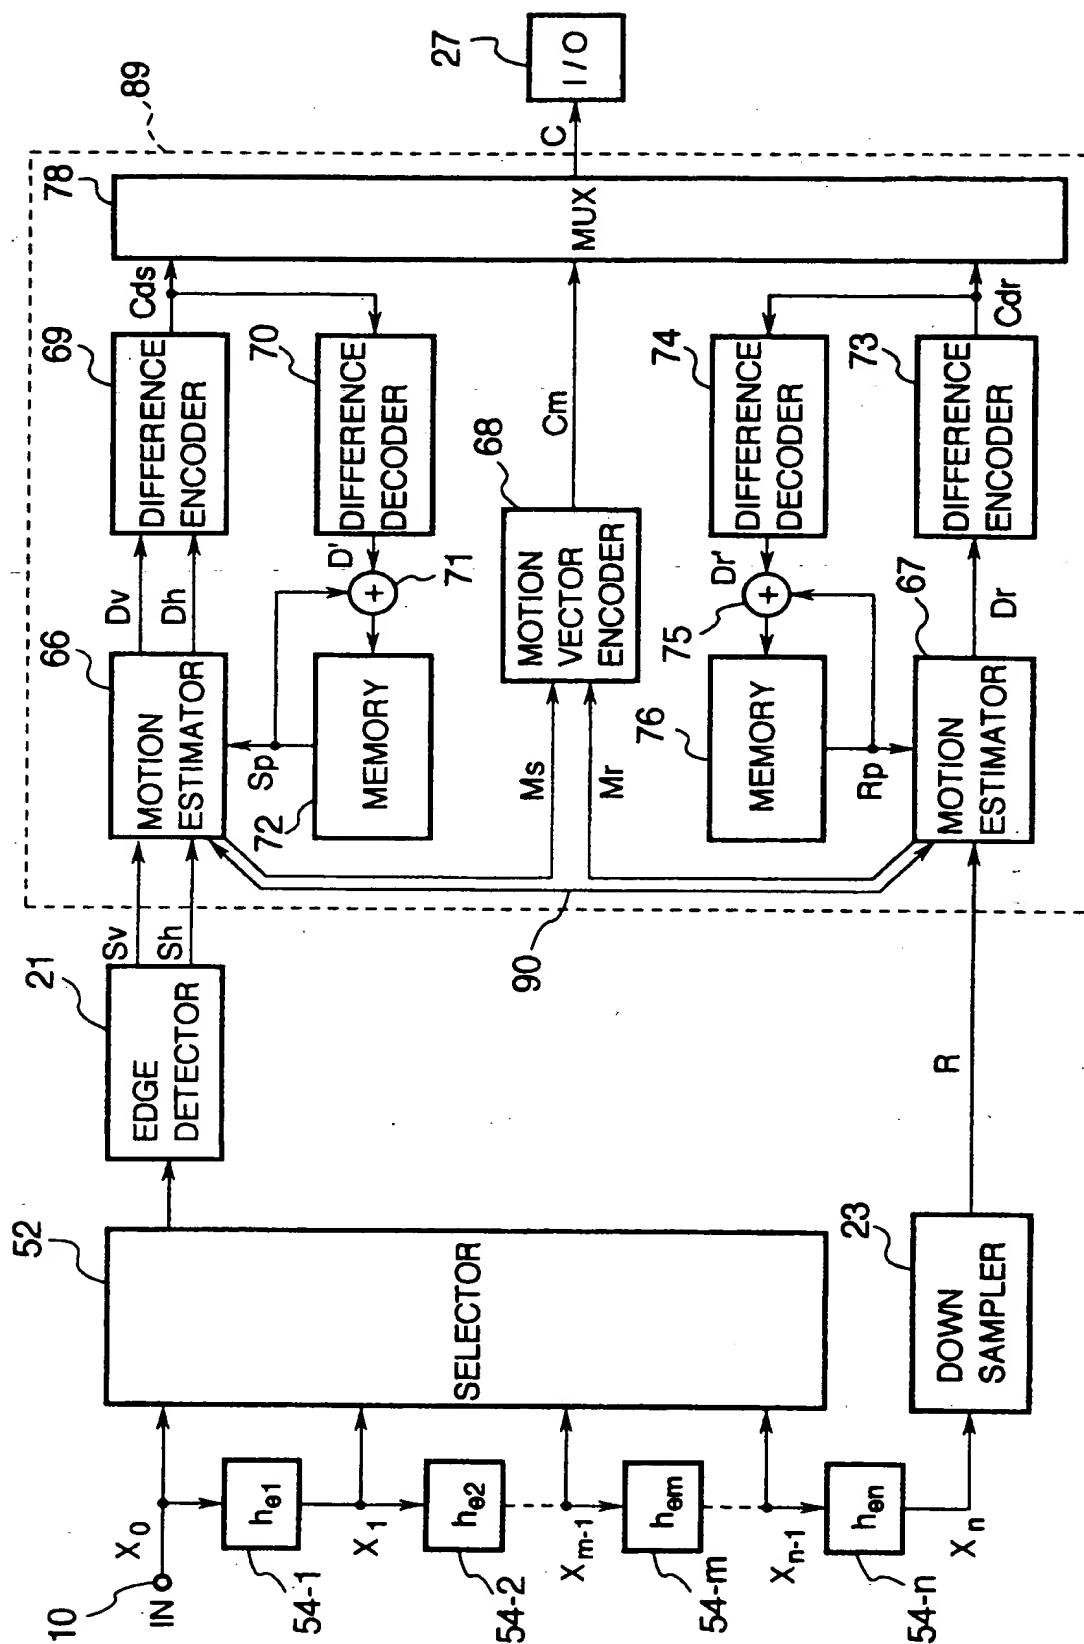 10
IN
X0
54-1
he1
X1
54-2
he2
Xm-1
54-m
hem
Xn-1
54-n
hen
Xn
52
SELECTOR
23
DOWN
SAMPLER
R
21
EDGE
DETECTOR
Sv
Sh
90
89
66
MOTION
ESTIMATOR
Dv
Dh
69
DIFFERENCE
ENCODER
Cds
70
DIFFERENCE
DECODER
D'
71
+
72
MEMORY
Sp
Ms
Mr
68
MOTION
VECTOR
ENCODER
Cm
74
DIFFERENCE
DECODER
Dr'
75
+
76
MEMORY
Rp
67
MOTION
ESTIMATOR
Dr
73
DIFFERENCE
ENCODER
Cdr
78
MUX
C
27
I/O